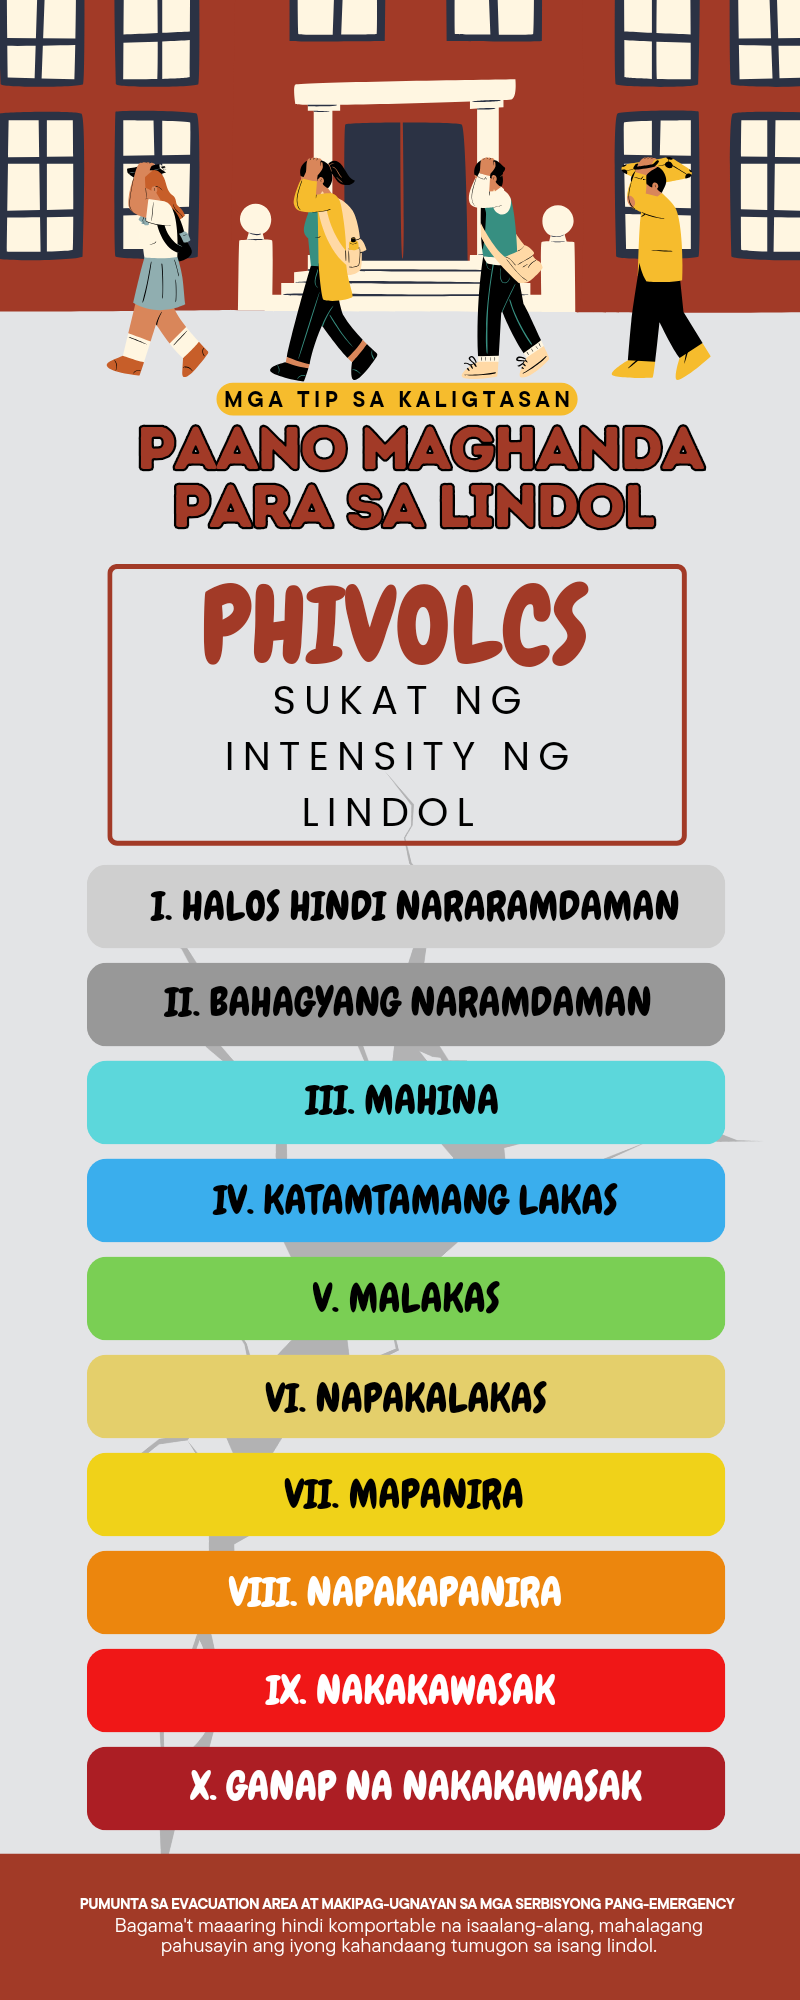 MGA TIP SA KALIGTASAN
PAANO MAGHANDA
PARA SA LINDOL
PHIVOLCS
SUKAT NG
INTENSITY NG
LINDOL
I. HALOS HINDI NARARAMDAMAN
II. BAHAGYANG NARAMDAMAN
III. MAHINA
IV. KATAMTAMANG LAKAS
V. MALAKAS
VI. NAPAKALAKAS
VII. MAPANIRA
VIII. NAPAKAPANIRA
IX. NAKAKAWASAK
X. GANAP NA NAKAKAWASAK
PUMUNTA SA EVACUATION AREA AT MAKIPAG-UGNAYAN SA MGA SERBISYONG PANG-EMERGENCY
Bagama't maaaring hindi komportable na isaalang-alang, mahalagang
pahusayin ang iyong kahandaang tumugon sa isang lindol.